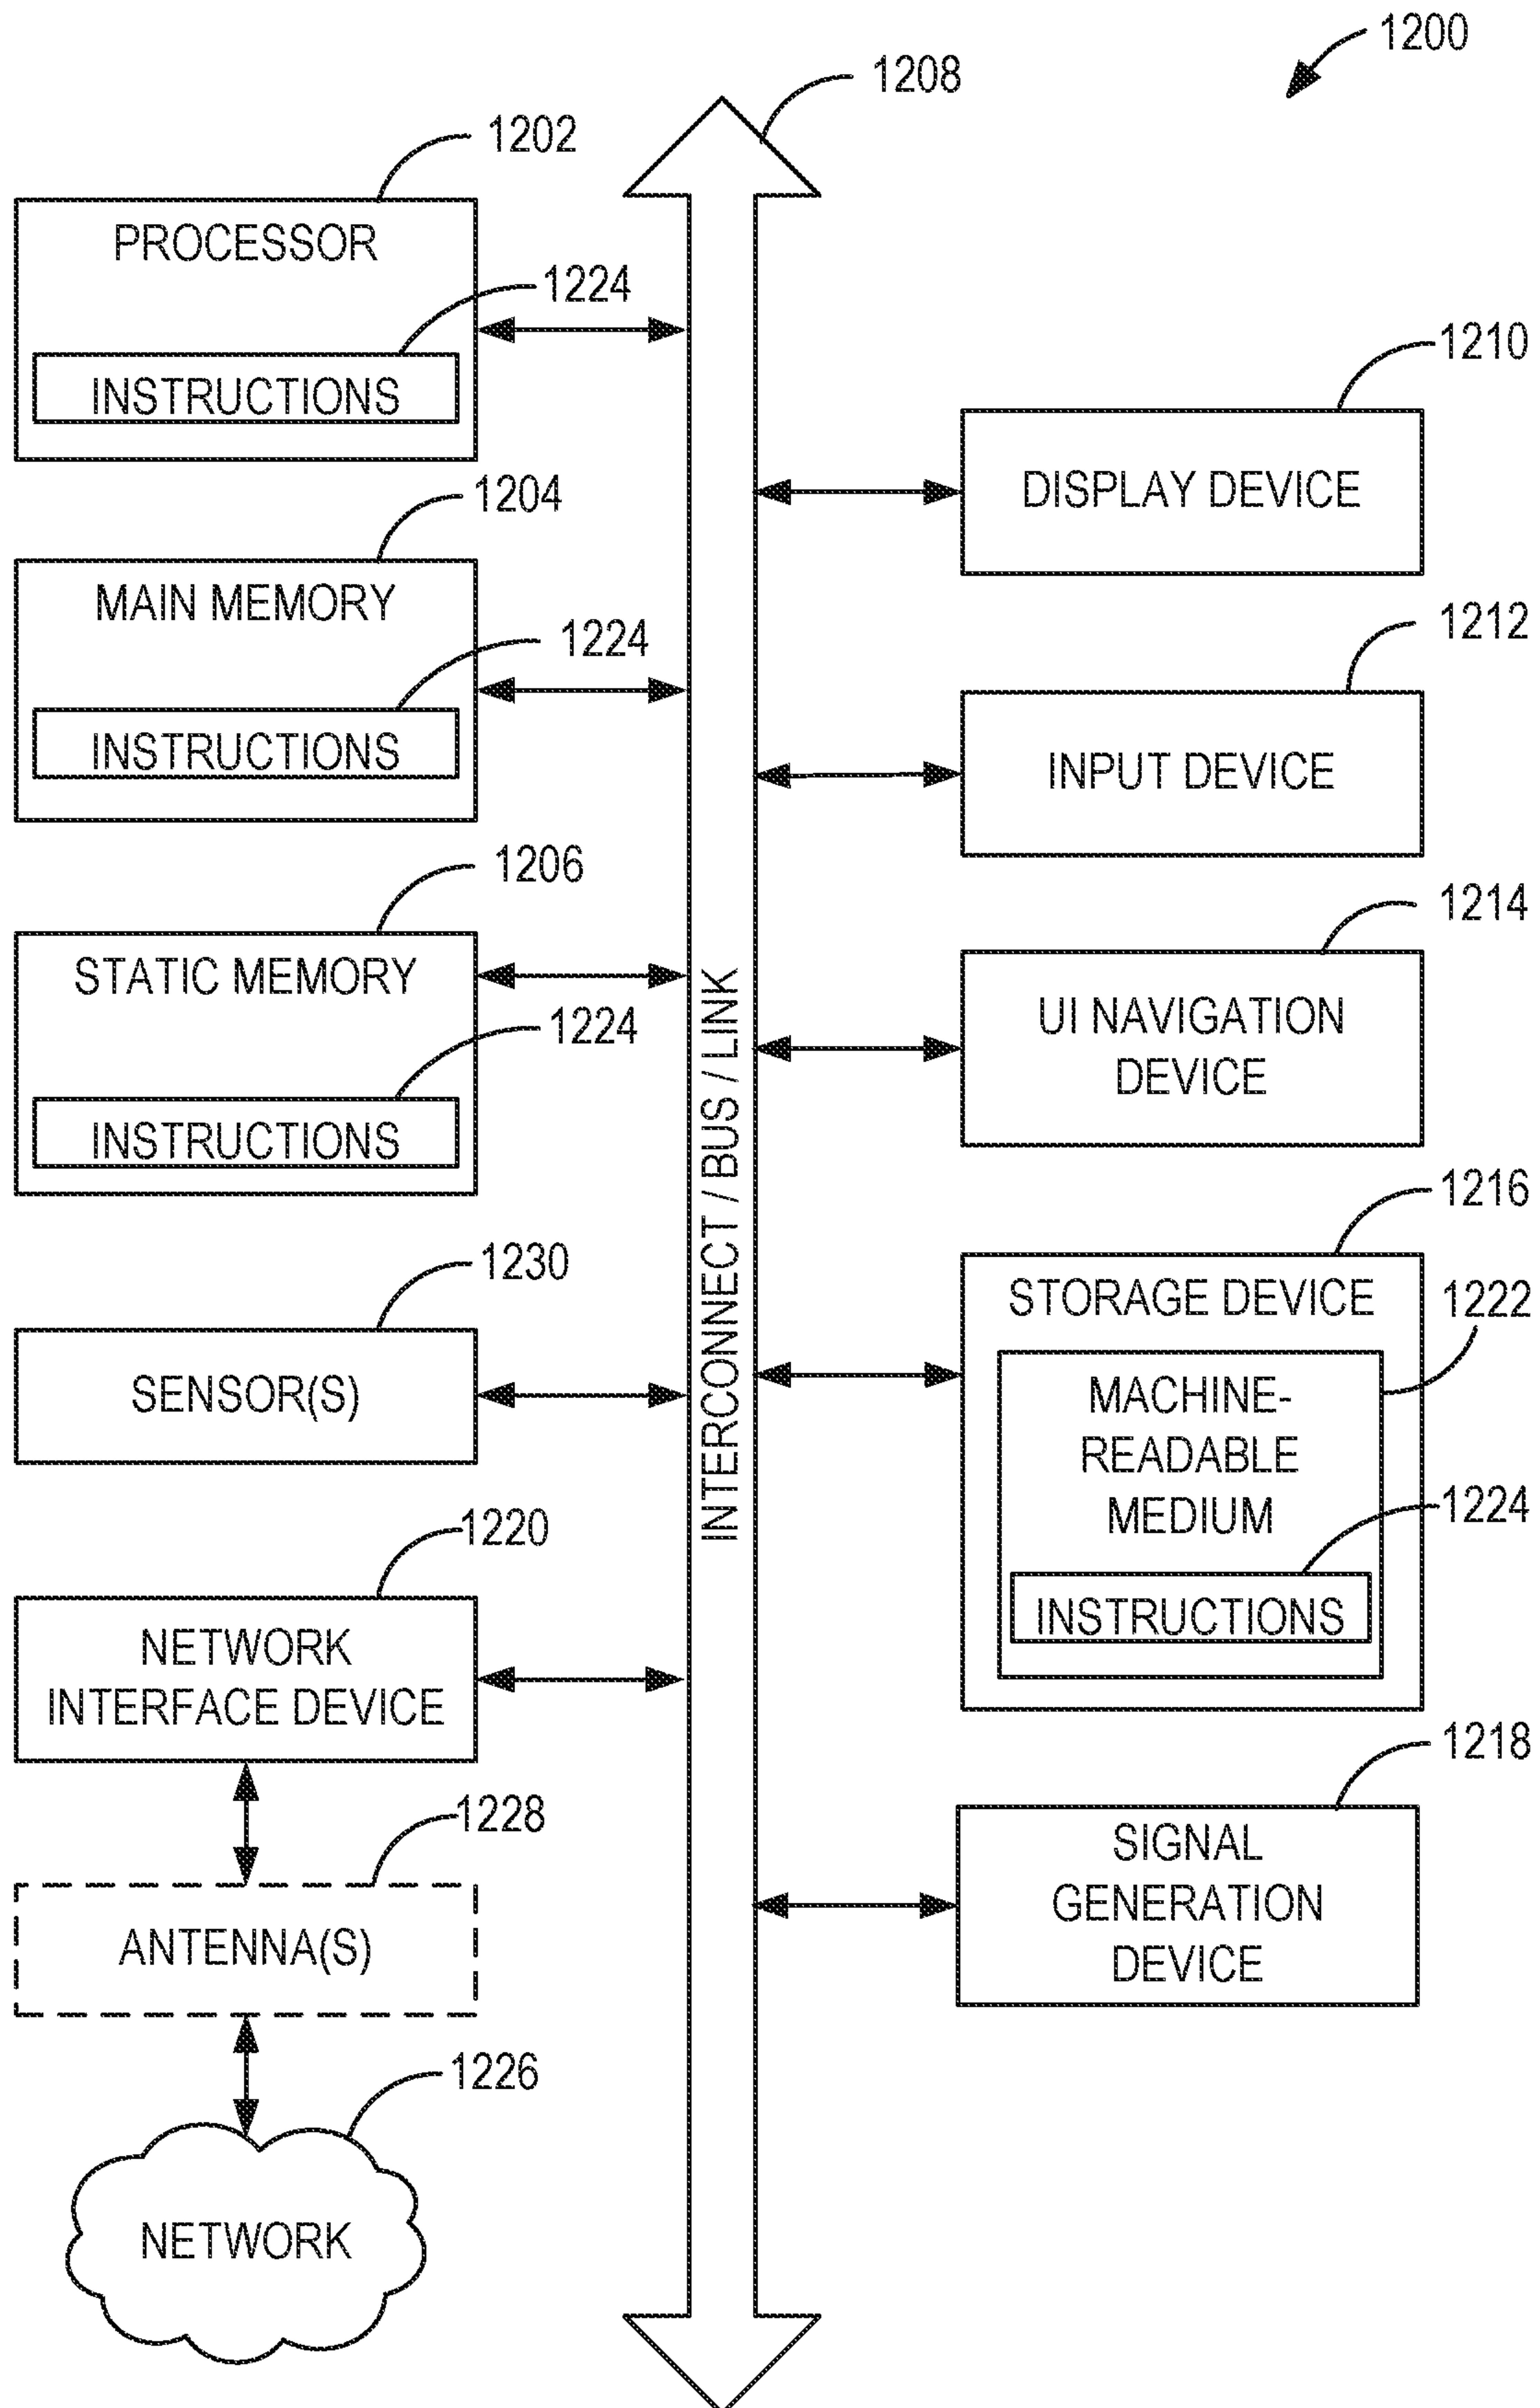 1200
1208
1202
PROCESSOR
1224
INSTRUCTIONS
1204
MAIN MEMORY
1224
INSTRUCTIONS
1206
STATIC MEMORY
1224
INSTRUCTIONS
1230
SENSOR(S)
1220
NETWORK
INTERFACE DEVICE
1228
ANTENNA(S)
1226
NETWORK
INTERCONNECT / BUS / LINK
1210
DISPLAY DEVICE
1212
INPUT DEVICE
1214
UI NAVIGATION
DEVICE
1216
STORAGE DEVICE
1222
MACHINE-
READABLE
MEDIUM
1224
INSTRUCTIONS
1218
SIGNAL
GENERATION
DEVICE